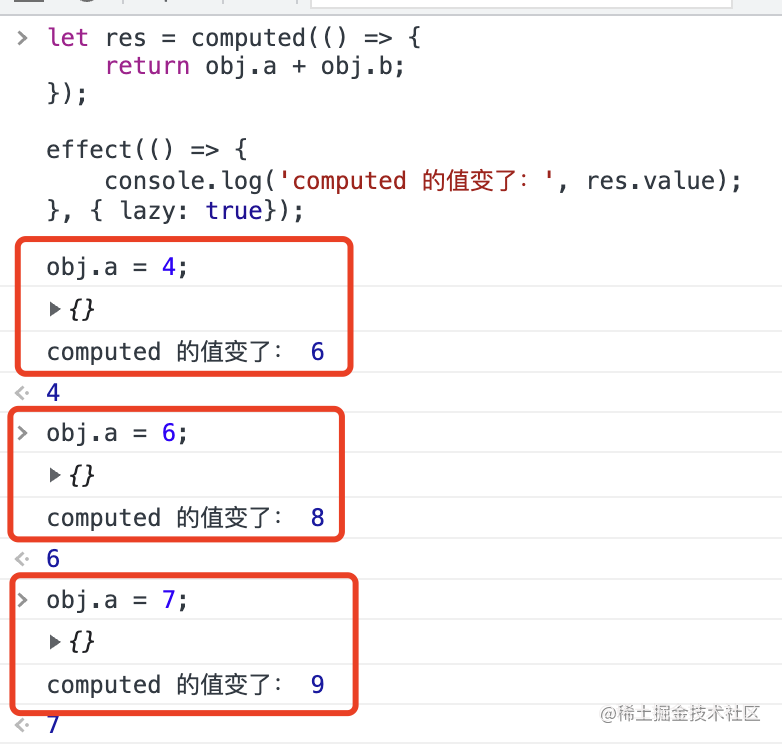 let res = computed(() => {
return obj.a + obj.b;
});
effect(() => {
console.log('computed 的值变了：', res.value);
}, { lazy: true});
obj.a = 4;
{}
computed 的值变了： 6
4
obj.a = 6;
{}
computed 的值变了： 8
6
obj.a = 7;
{}
computed 的值变了： 9
7
@稀土掘金技术社区